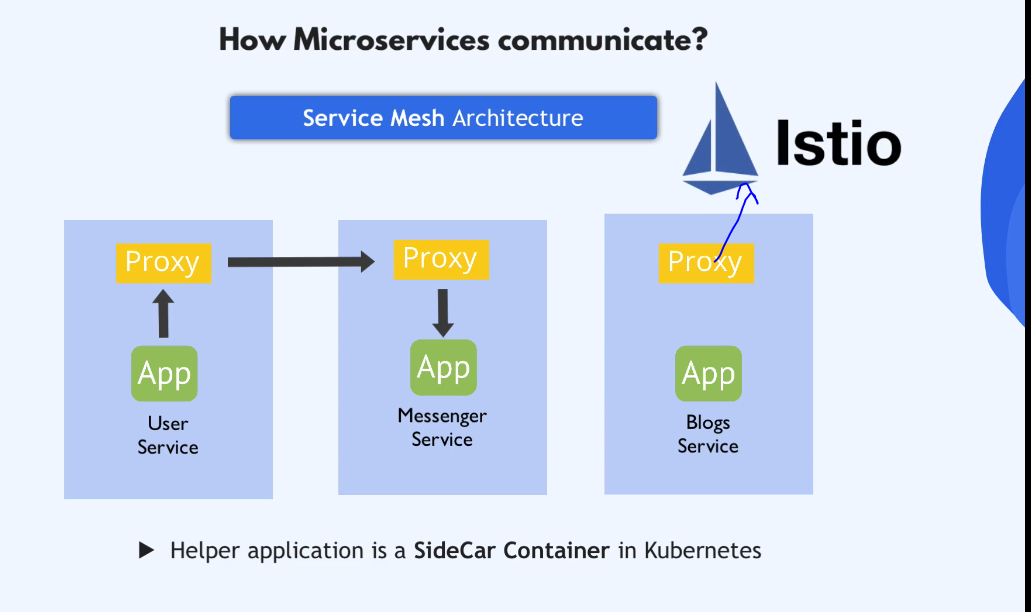 How Microservices communicate?
Service Mesh Architecture
Istio
Proxy
Proxy
Proxy
App
App
App
User
Service
Messenger
Service
Blogs
Service
Helper application is a SideCar Container in Kubernetes